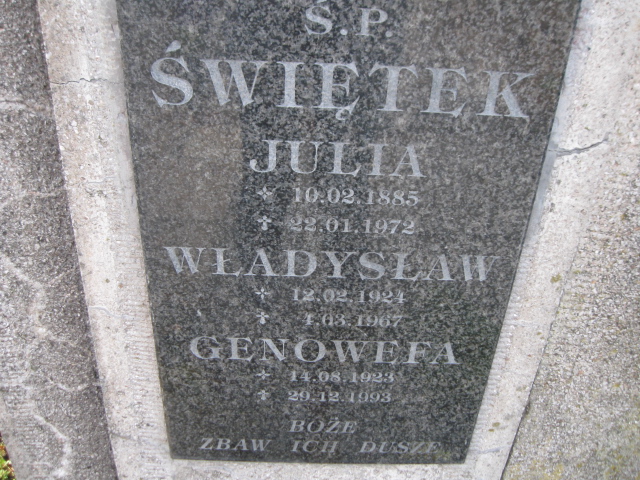 Ś.P.
ŚWIĘTEK
JULIA
10.02.1885
22.01.1972
WŁADYSŁAW
12.02.1924
4.03.1967
GENOWEFA
14.08.1923
29.12.1993
BOŻE
ZBAW ICH DUSZE